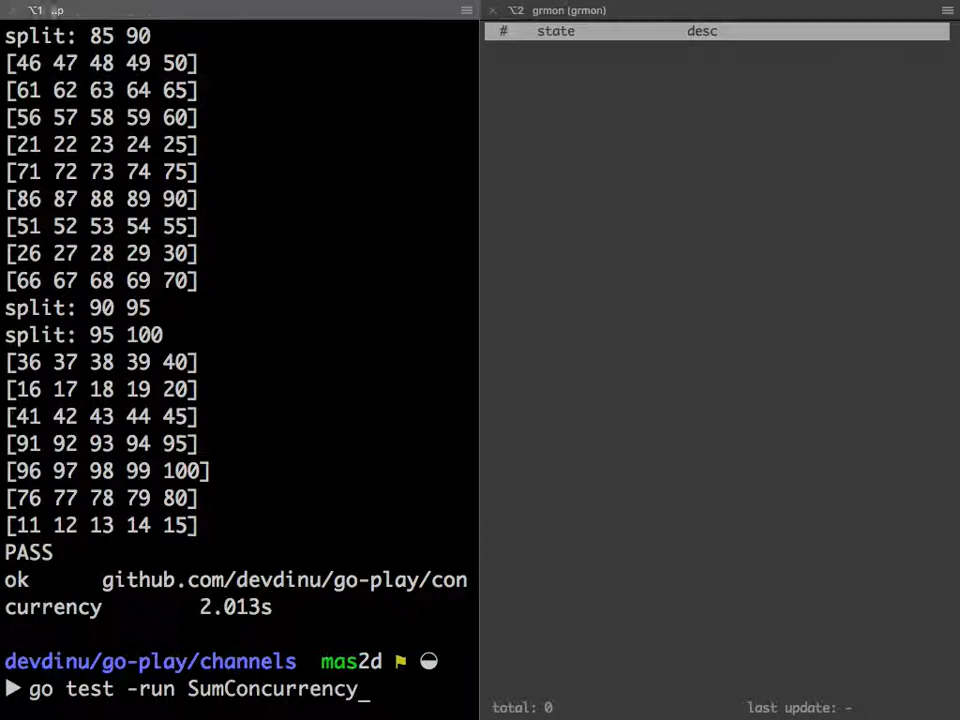 ⌥1 ..p
split: 85 90
[46 47 48 49 50]
[61 62 63 64 65]
[56 57 58 59 60]
[21 22 23 24 25]
[71 72 73 74 75]
[86 87 88 89 90]
[51 52 53 54 55]
[26 27 28 29 30]
[66 67 68 69 70]
split: 90 95
split: 95 100
[36 37 38 39 40]
[16 17 18 19 20]
[41 42 43 44 45]
[91 92 93 94 95]
[96 97 98 99 100]
[76 77 78 79 80]
[11 12 13 14 15]
PASS
ok github.com/devdinu/go-play/con
currency 2.013s
devdinu/go-play/channels mas2d
▶ go test -run SumConcurrency_
⌥2 grmon (grmon)
# state desc
total: 0 last update: -